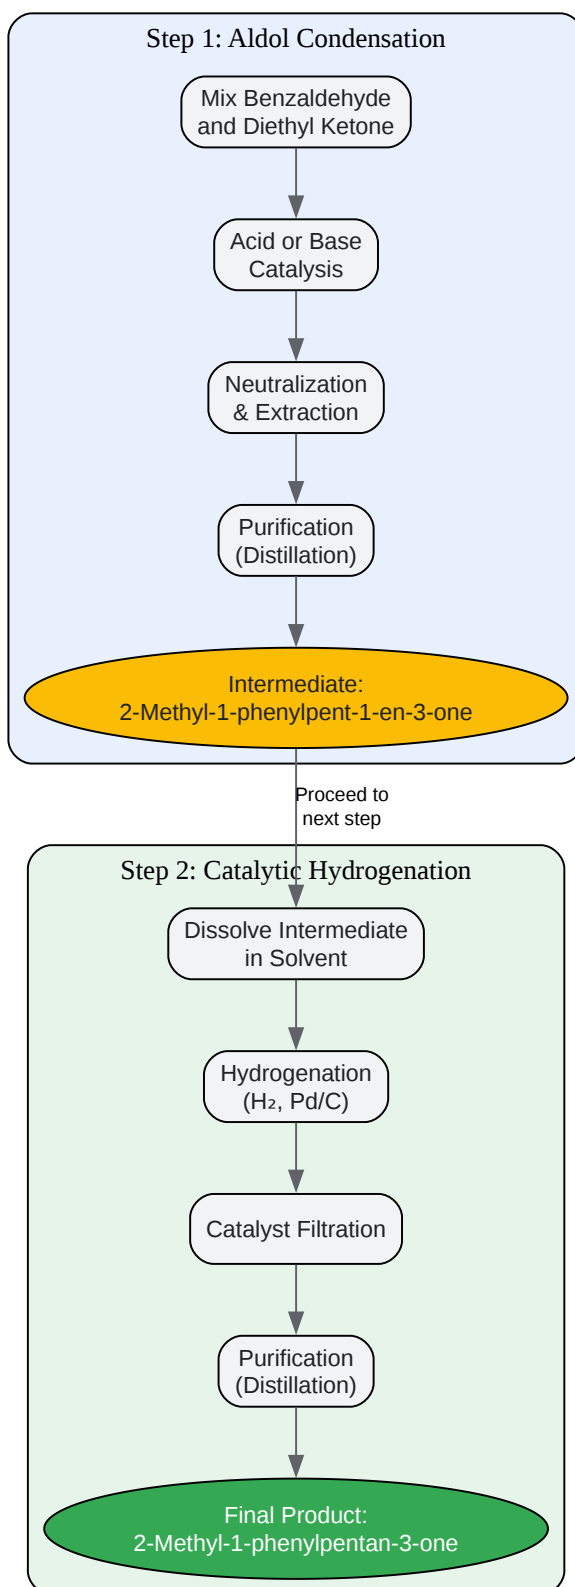 Step 1: Aldol Condensation
Mix Benzaldehyde
and Diethyl Ketone
Acid or Base
Catalysis
Neutralization
& Extraction
Purification
(Distillation)
Intermediate:
2-Methyl-1-phenylpent-1-en-3-one
Proceed to
next step
Step 2: Catalytic Hydrogenation
Dissolve Intermediate
in Solvent
Hydrogenation
(H₂, Pd/C)
Catalyst Filtration
Purification
(Distillation)
Final Product:
2-Methyl-1-phenylpentan-3-one